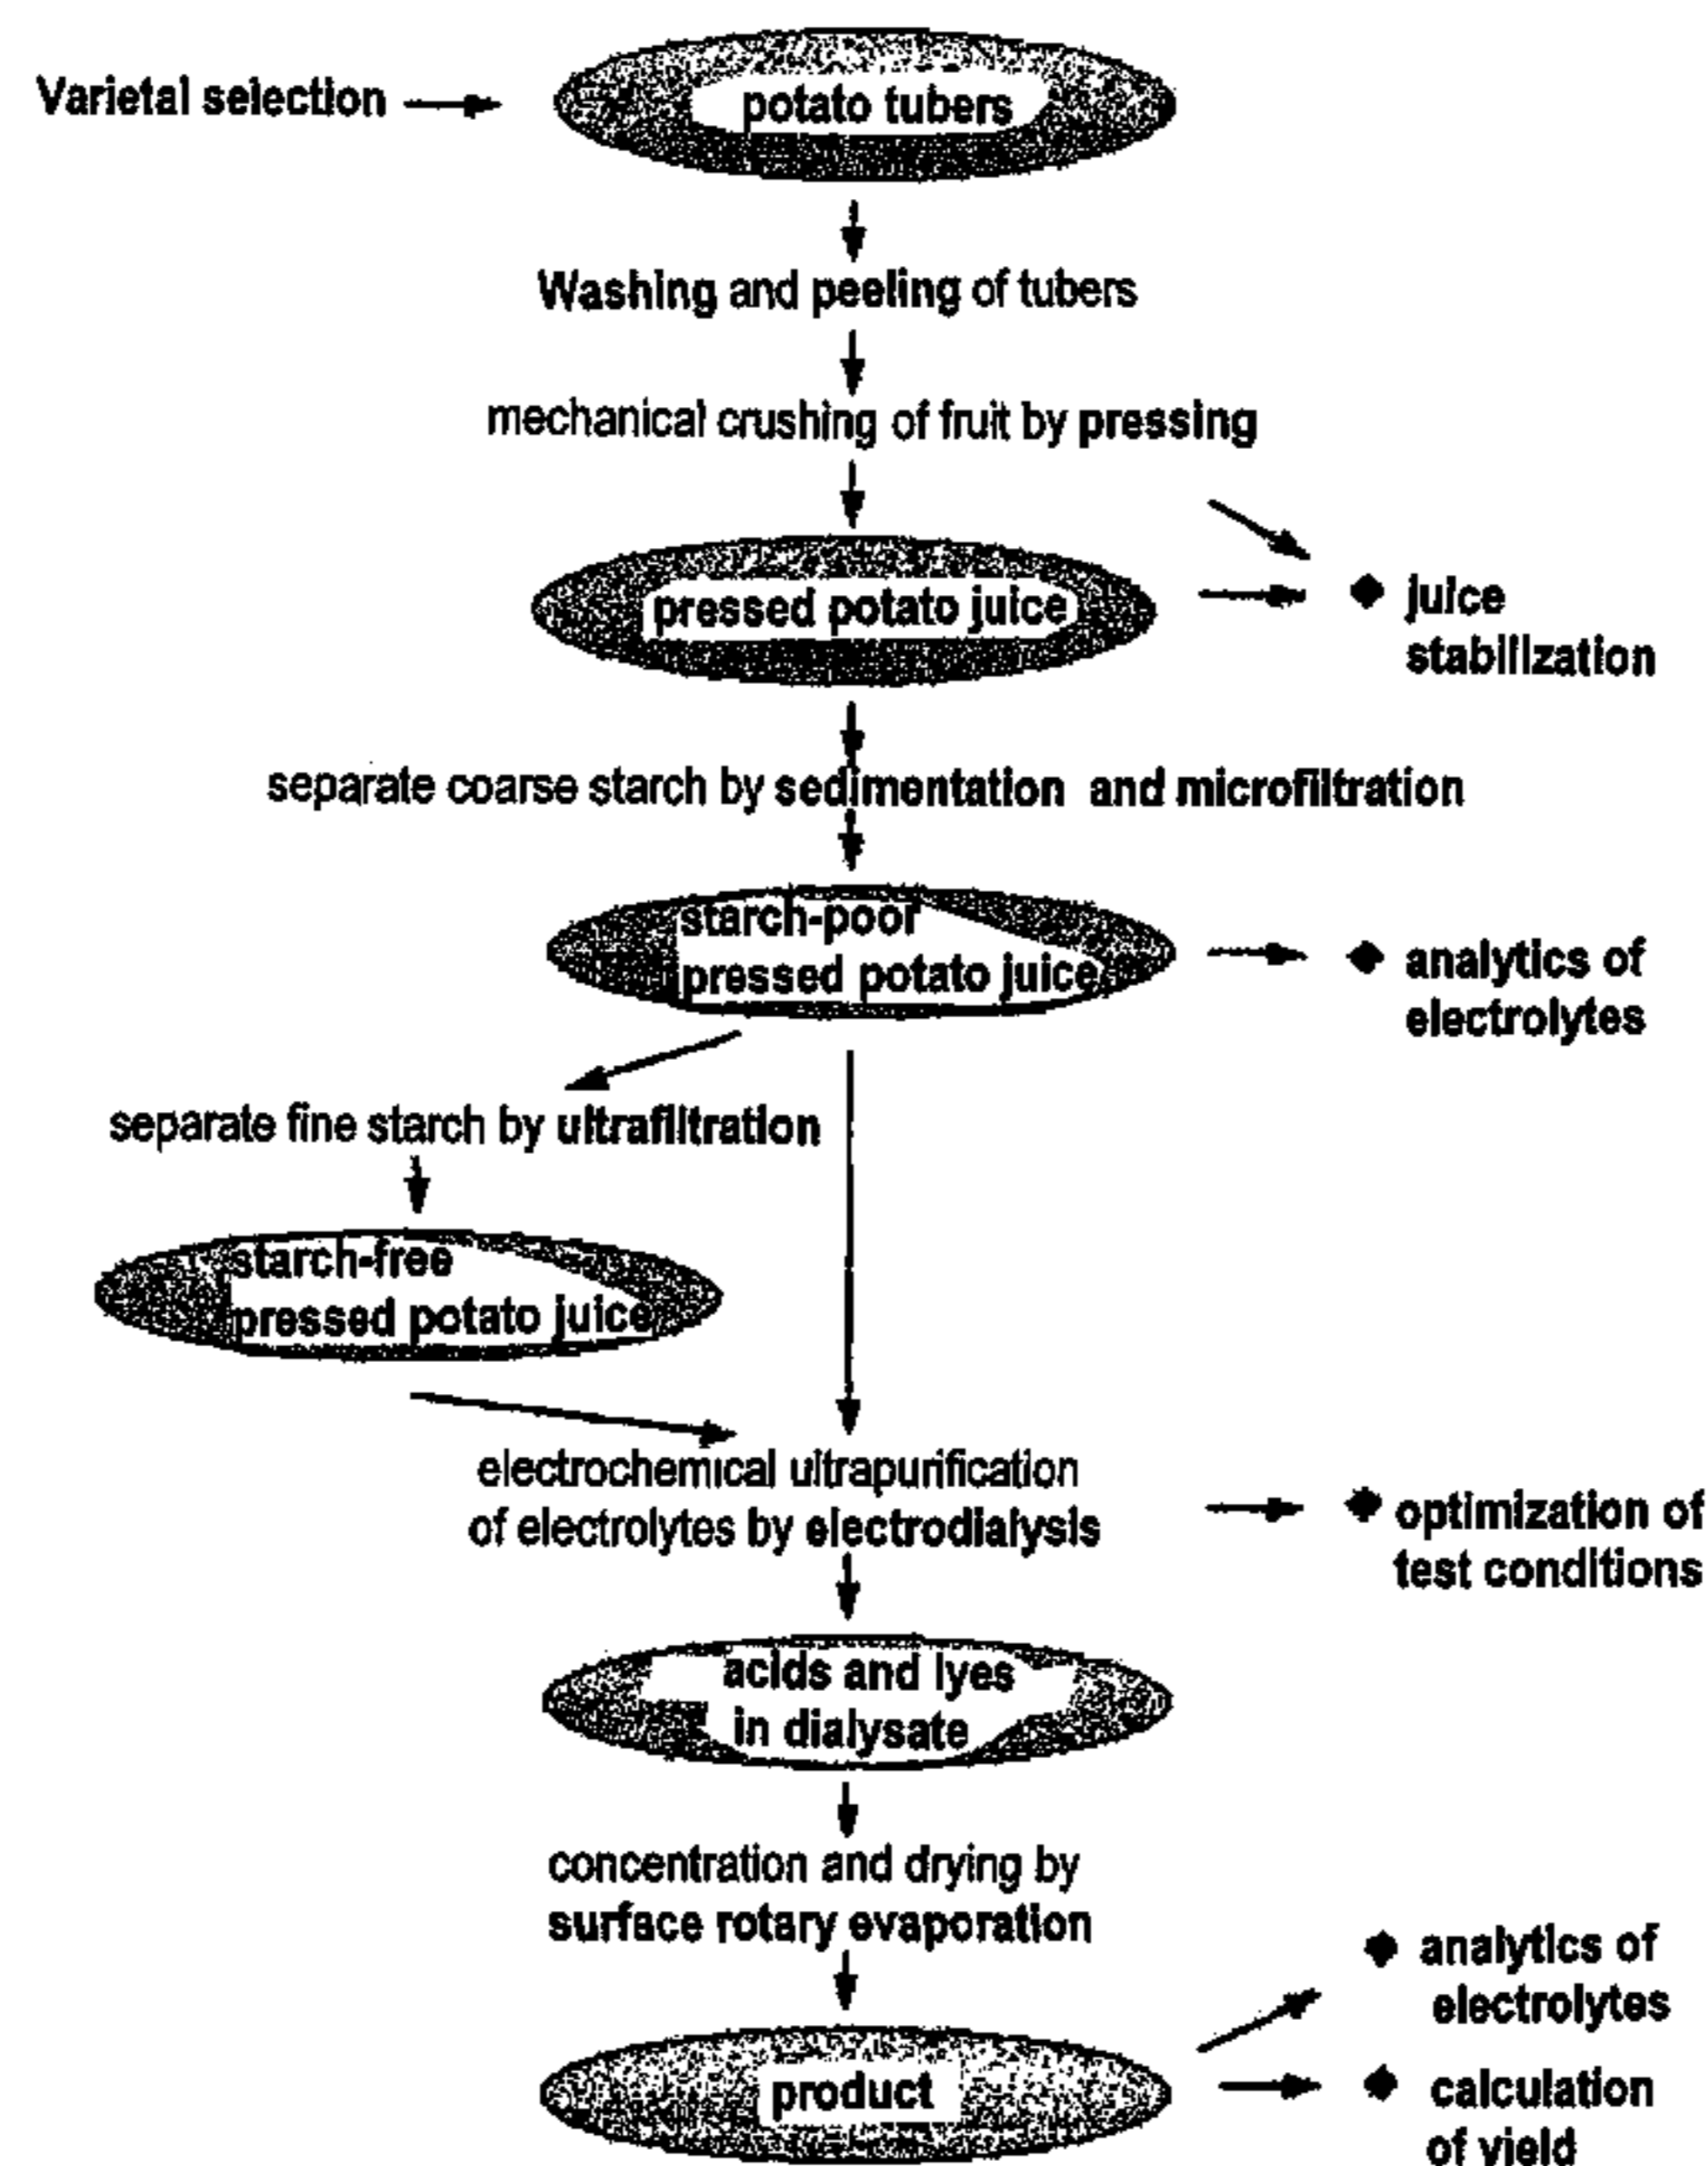 Varietal selection
potato tubers
Washing and peeling of tubers
mechanical crushing of fruit by pressing
pressed potato juice
juice
stabilization
separate coarse starch by sedimentation and microfiltration
starch-poor
pressed potato juice
analytics of
electrolytes
separate fine starch by ultrafiltration
starch-free
pressed potato juice
electrochemical ultrapurification
of electrolytes by electrodialysis
optimization of
test conditions
acids and lyes
in dialysate
concentration and drying by
surface rotary evaporation
analytics of
electrolytes
product
calculation
of yield